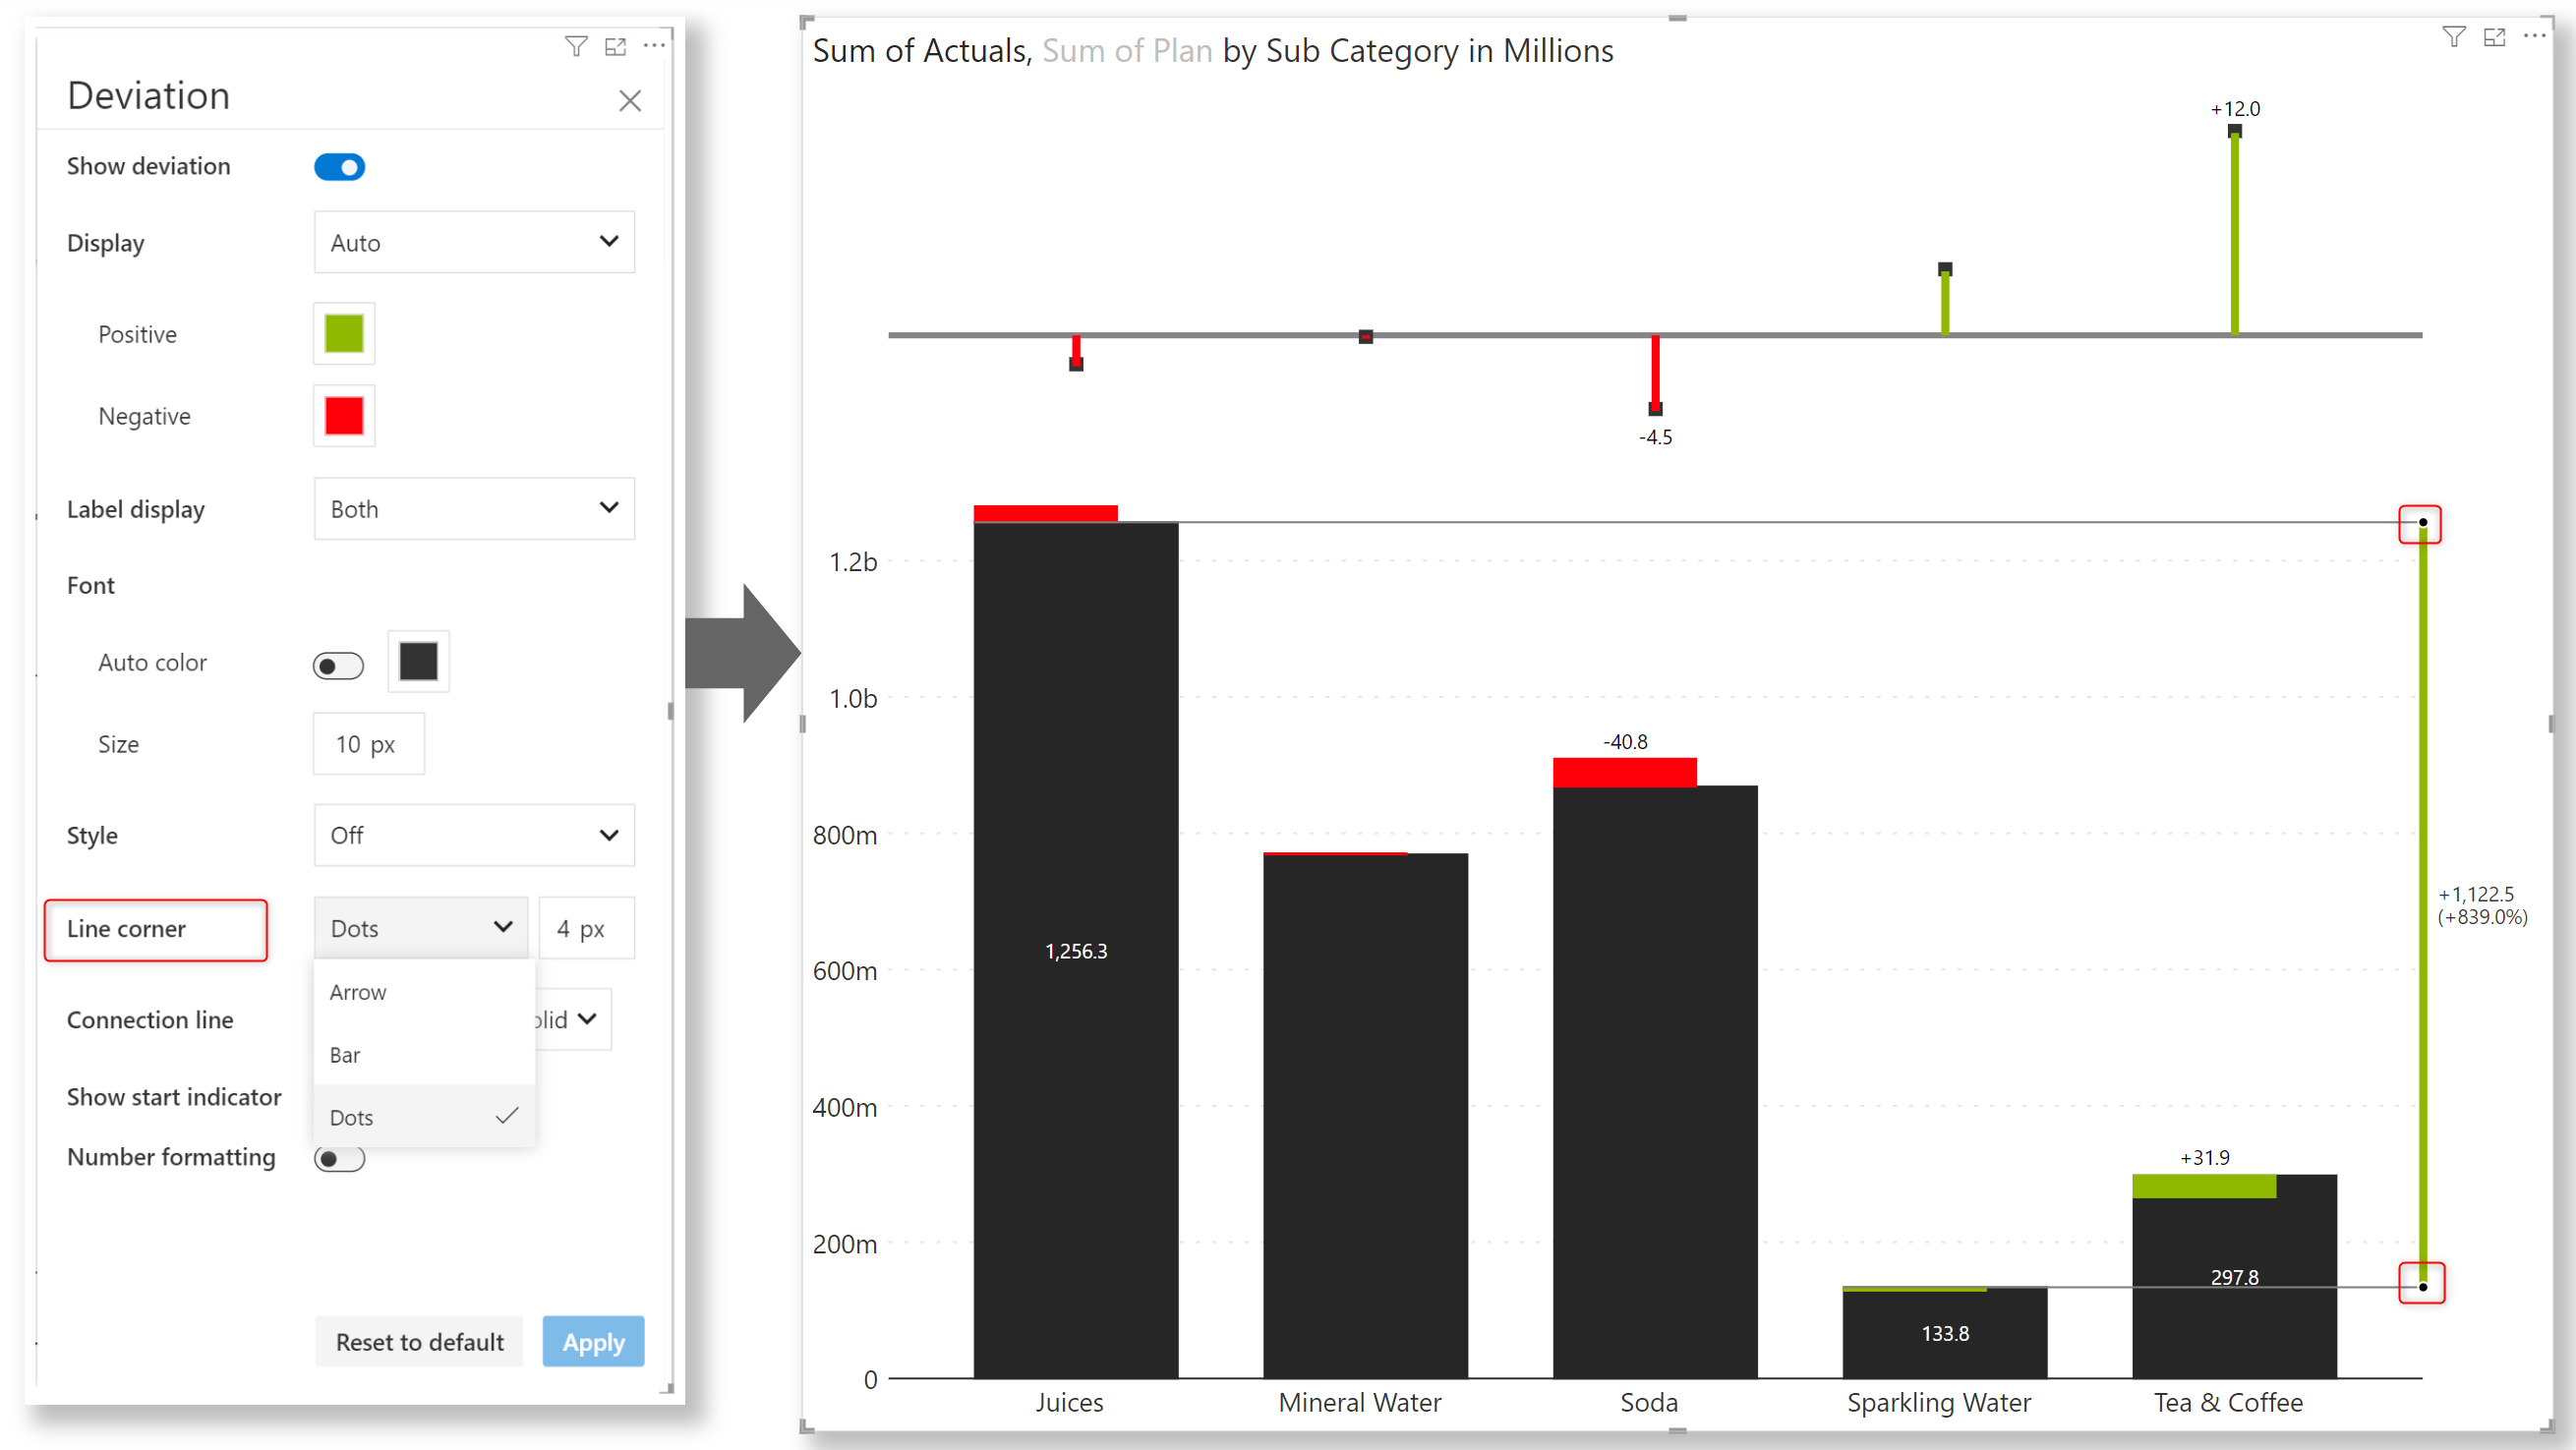 Deviation
Show deviation
Display Auto
Positive
Negative
Label display Both
Font
Auto color
Size 10 px
Style Off
Line corner Dots 4 px
Arrow
Connection line
Bar
Show start indicator
Dots
Number formatting
Reset to default Apply
Sum of Actuals, Sum of Plan by Sub Category in Millions
+12.0
-4.5
1.2b
1.0b
-40.8
800m
+1,122.5
(+839.0%)
1,256.3
600m
400m
+31.9
200m
297.8
133.8
0
Juices Mineral Water Soda Sparkling Water Tea & Coffee